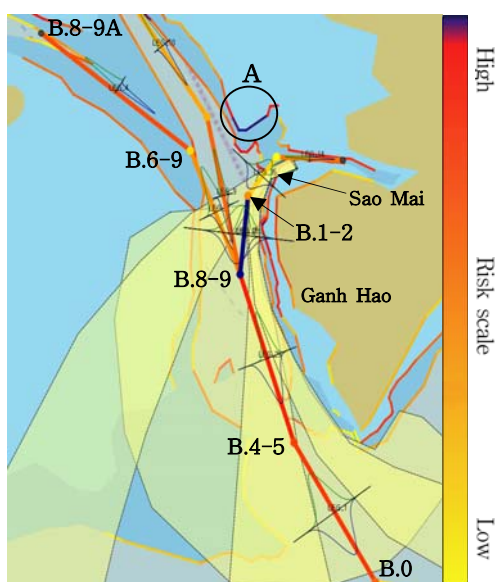 B.8-9A
A
B.6-9
Sao Mai
B.1-2
B.8-9
Ganh Hao
B.4-5
B.0
High
Risk scale
Low